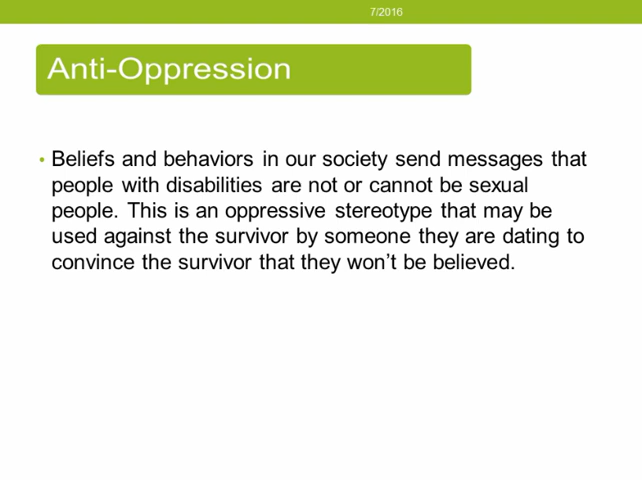 7/2016
Anti-Oppression
• Beliefs and behaviors in our society send messages that
people with disabilities are not or cannot be sexual
people. This is an oppressive stereotype that may be
used against the survivor by someone they are dating to
convince the survivor that they won’t be believed.